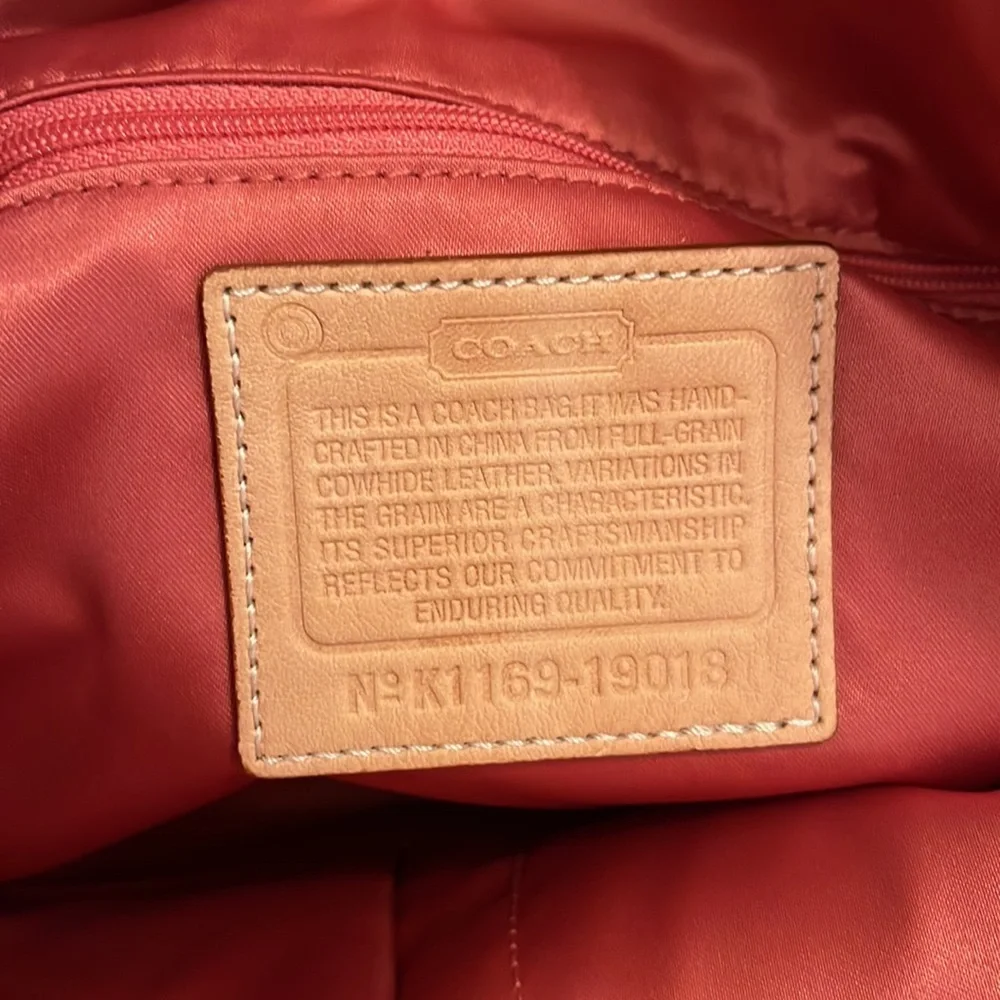 COACH
THIS IS A COACH BAG.IT WAS HAND-
CRAFTED IN CHINA FROM FULL-GRAIN
COWHIDE LEATHER. VARIATIONS IN
THE GRAIN ARE A CHARACTERISTIC.
ITS SUPERIOR CRAFTSMANSHIP
REFLECTS OUR COMMITMENT TO
ENDURING QUALITY.
Nº K1169-19018